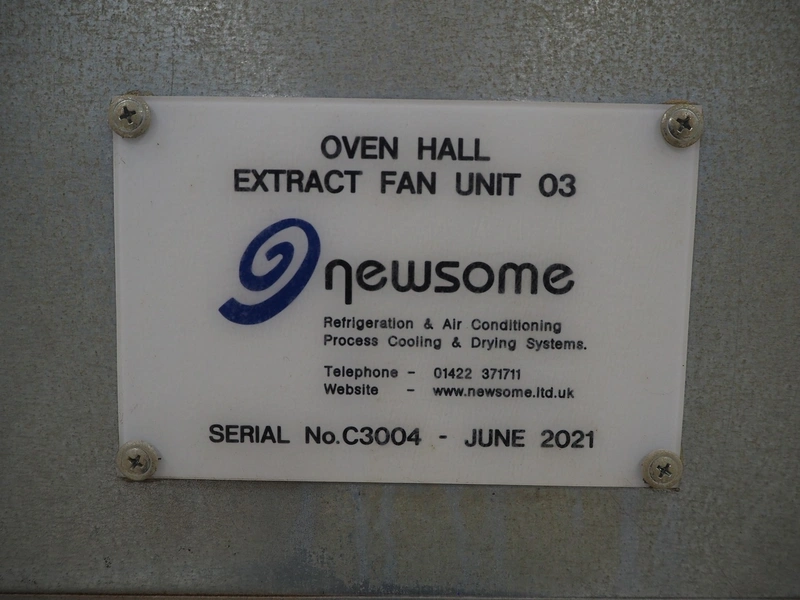 OVEN HALL
EXTRACT FAN UNIT 03
newsome
Refrigeration & Air Conditioning
Process Cooling & Drying Systems.
Telephone - 01422 371711
Website - www.newsome.ltd.uk
SERIAL No.C3004 - JUNE 2021